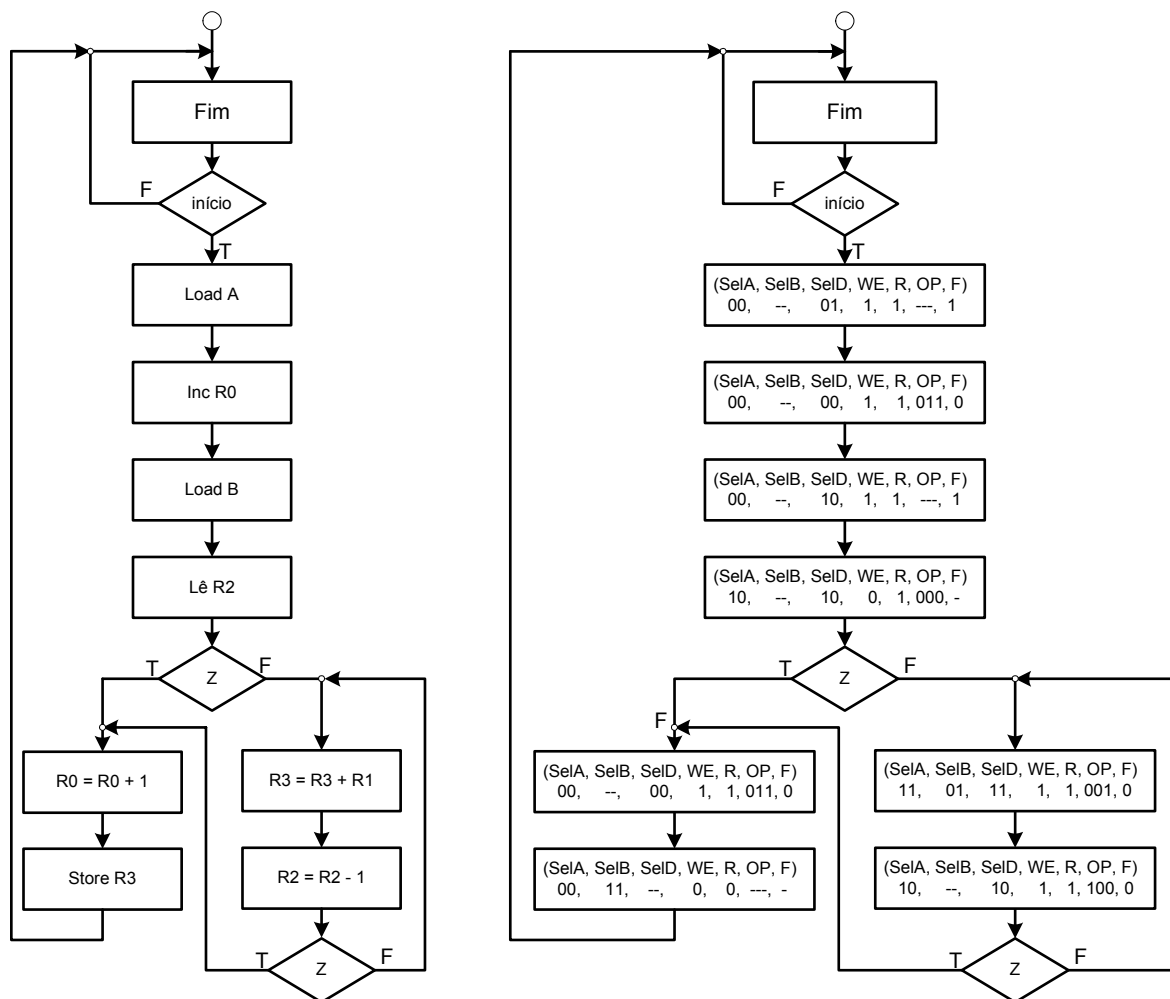 Fim
F
início
T
Load A
Inc R0
Load B
Lê R2
T
Z
F
R0 = R0 + 1
R3 = R3 + R1
Store R3
R2 = R2 - 1
T
Z
F
Fim
F
início
T
(SelA, SelB, SelD, WE, R, OP, F)
00, --, 01, 1, 1, ---, 1
(SelA, SelB, SelD, WE, R, OP, F)
00, --, 00, 1, 1, 011, 0
(SelA, SelB, SelD, WE, R, OP, F)
00, --, 10, 1, 1, ---, 1
(SelA, SelB, SelD, WE, R, OP, F)
10, --, 10, 0, 1, 000, -
T
Z
F
F
(SelA, SelB, SelD, WE, R, OP, F)
00, --, 00, 1, 1, 011, 0
(SelA, SelB, SelD, WE, R, OP, F)
11, 01, 11, 1, 1, 001, 0
(SelA, SelB, SelD, WE, R, OP, F)
00, 11, --, 0, 0, ---, -
(SelA, SelB, SelD, WE, R, OP, F)
10, --, 10, 1, 1, 100, 0
T
Z
F